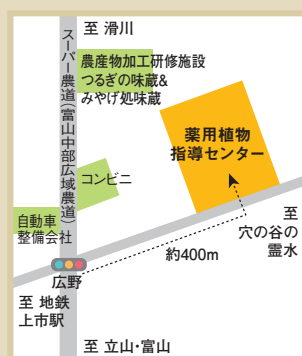 至 滑川
スーパー農道(富山中部広域農道)
農産物加工研修施設
つるぎの味蔵&
みやげ処味蔵
薬用植物
指導センター
コンビニ
自動車
整備会社
至
穴の谷の
霊水
約400m
広野
至 地鉄
上市駅
至 立山・富山